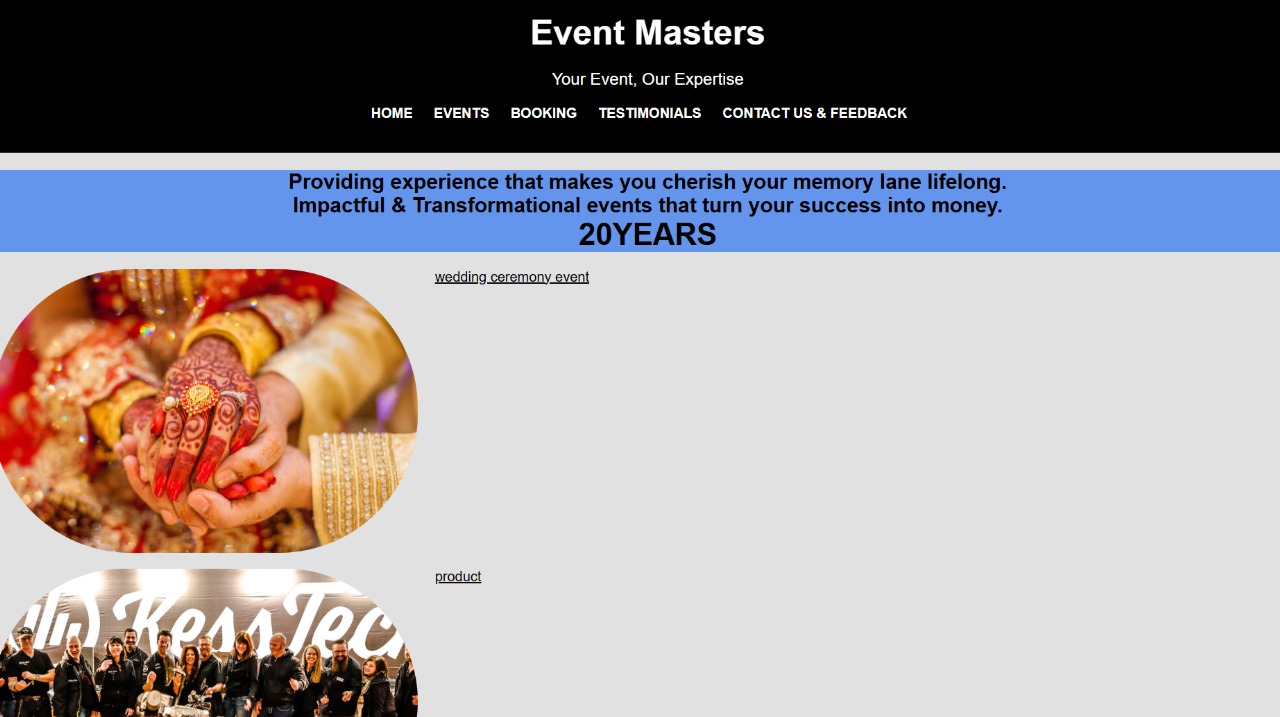 Event Masters
Your Event, Our Expertise
HOME EVENTS BOOKING TESTIMONIALS CONTACT US & FEEDBACK
Providing experience that makes you cherish your memory lane lifelong.
Impactful & Transformational events that turn your success into money.
20YEARS
wedding ceremony event
product